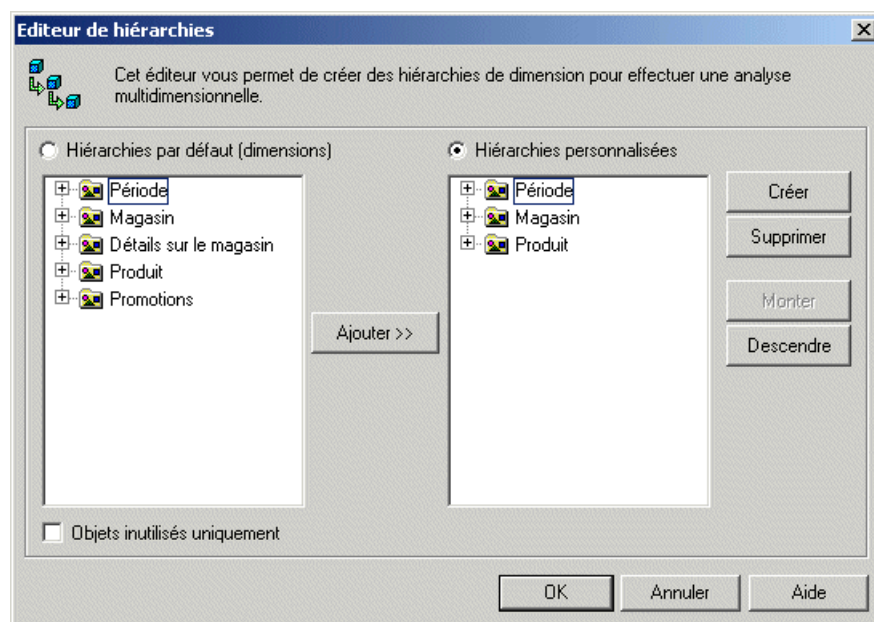 Editeur de hiérarchies
Cet éditeur vous permet de créer des hiérarchies de dimension pour effectuer une analyse
multidimensionnelle.
Hiérarchies par défaut (dimensions)
Période
Magasin
Détails sur le magasin
Produit
Promotions
Ajouter >>
Hiérarchies personnalisées
Période
Magasin
Produit
Créer
Supprimer
Monter
Descendre
Objets inutilisés uniquement
OK
Annuler
Aide